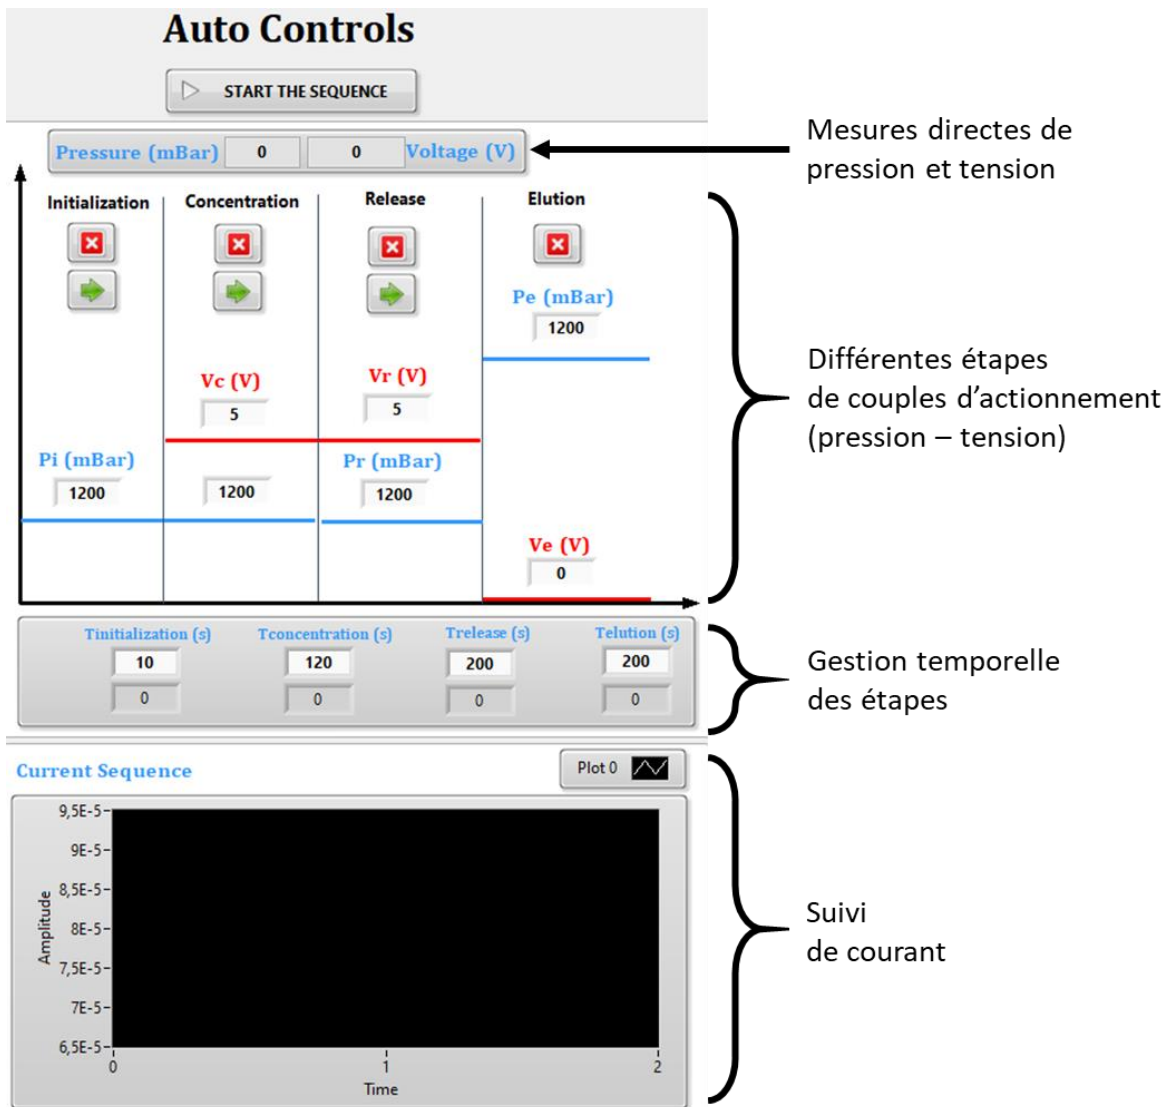 Auto Controls
START THE SEQUENCE
Pressure (mBar) 0 0 Voltage (V)
Mesures directes de
pression et tension
Initialization Concentration Release Elution
Pe (mBar)
1200
Vc (V) Vr (V)
5 5
Pi (mBar) Pr (mBar)
1200 1200 1200
Ve (V)
0
Différentes étapes
de couples d’actionnement
(pression – tension)
Tinitialization (s) Tconcentration (s) Trelease (s) Telution (s)
10 120 200 200
0 0 0 0
Gestion temporelle
des étapes
Current Sequence Plot 0
9,5E-5
9E-5
8,5E-5
8E-5
7,5E-5
7E-5
6,5E-5
Amplitude
0 1 2
Time
Suivi
de courant